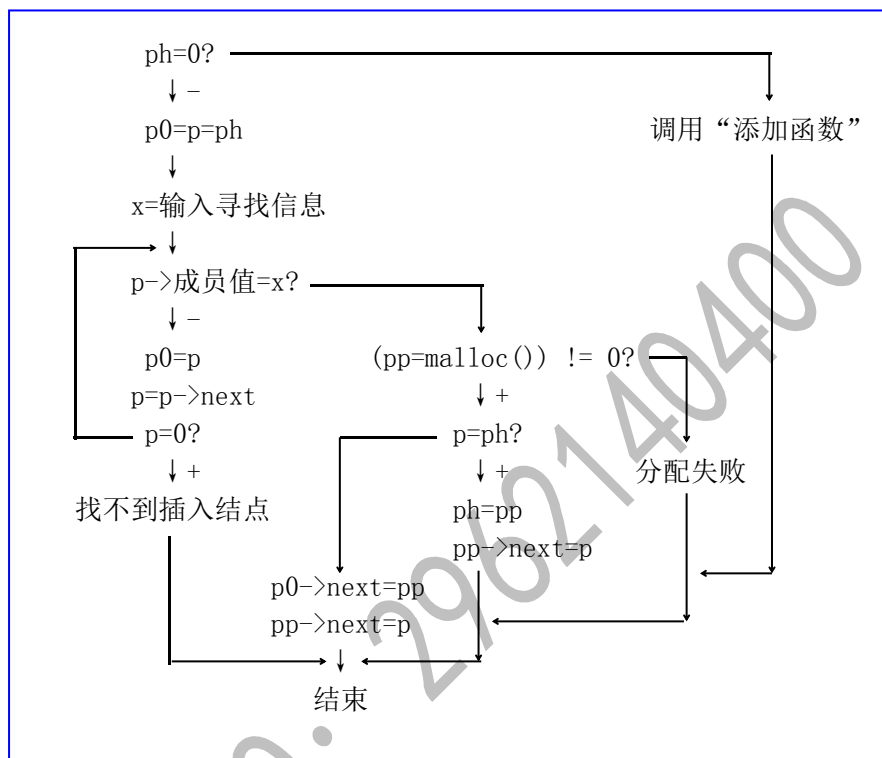 ph=0?
−
p0=p=ph
调用“添加函数”
x=输入寻找信息
p->成员值=x?
−
p0=p
(pp=malloc()) != 0?
p=p->next
+
p=0?
p=ph?
+
+
分配失败
找不到插入结点
ph=pp
pp->next=p
p0->next=pp
pp->next=p
结束
2962140400